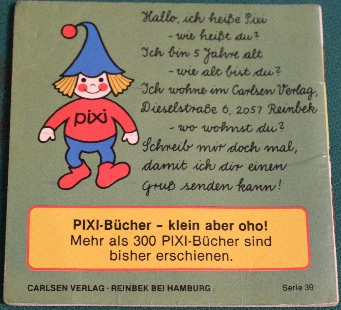 Hallo, ich heiße Pixi
- wie heißt du?
Ich bin 5 Jahre alt
- wie alt bist du?
Ich wohne im Carlsen Verlag,
Dieselstraße 6, 2057 Reinbek
- wo wohnst du?
Schreib mir doch mal,
damit ich dir einen
Gruß senden kann!
pixi
PIXI-Bücher – klein aber oho!
Mehr als 300 PIXI-Bücher sind
bisher erschienen.
CARLSEN VERLAG · REINBEK BEI HAMBURG
Serie 39